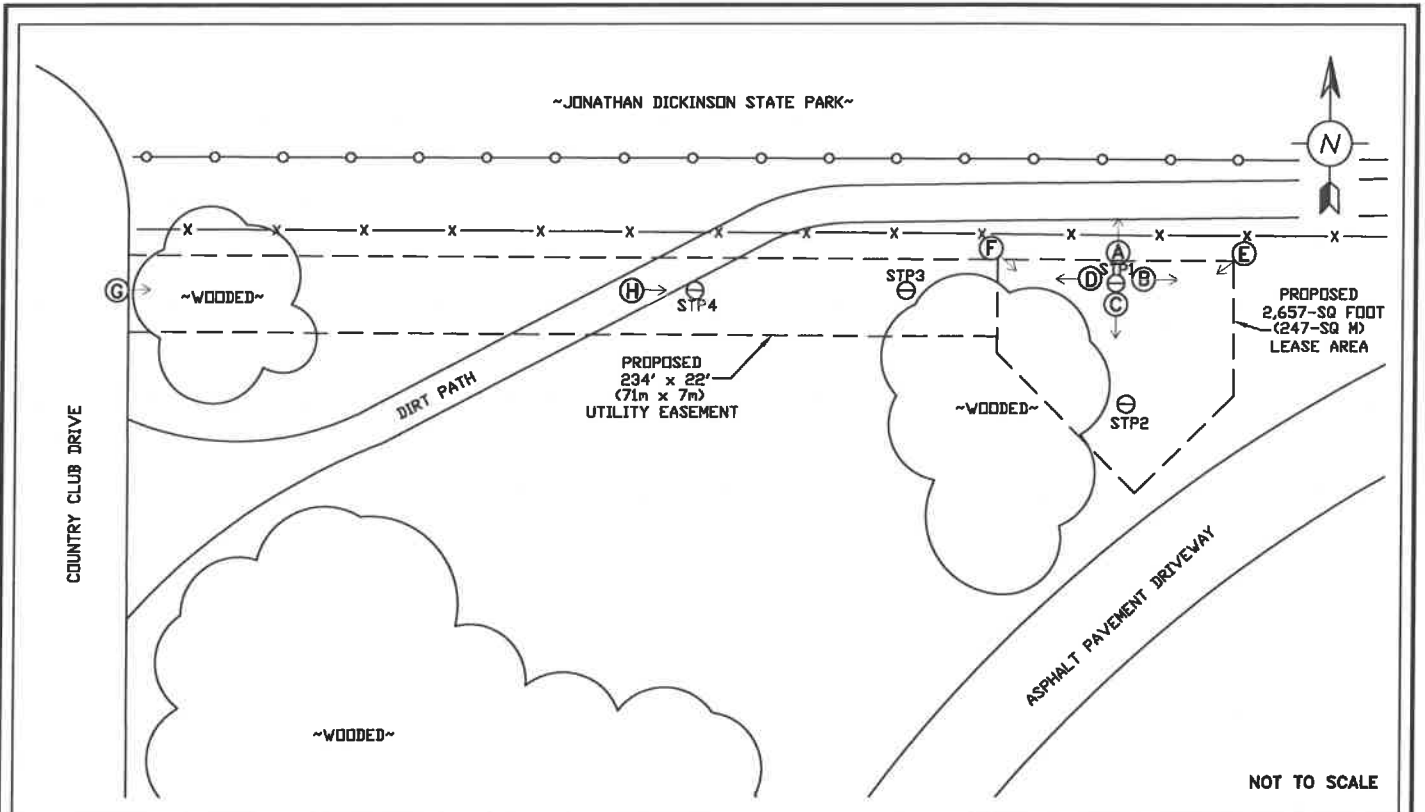 ~JONATHAN DICKINSON STATE PARK~
N
X X X X X X X X X X X X X X
F
A
E
G
~WOODED~
H
STP4
STP3
D
STP1
B
C
PROPOSED
2,657-SQ FOOT
(247-SQ M)
LEASE AREA
PROPOSED
234' x 22'
(71m x 7m)
UTILITY EASEMENT
DIRT PATH
~WOODED~
STP2
COUNTRY CLUB DRIVE
ASPHALT PAVEMENT DRIVEWAY
~WOODED~
NOT TO SCALE